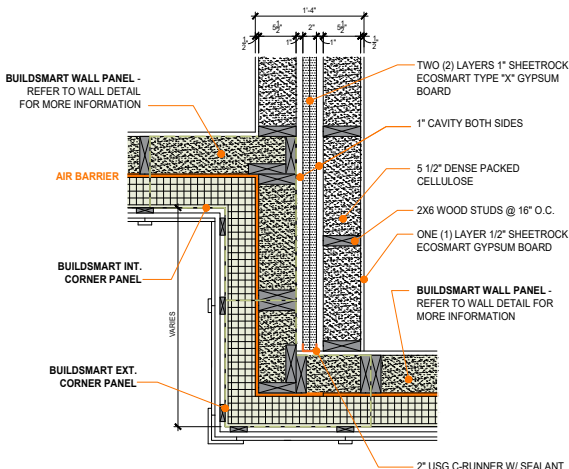 1'-4"
5½" 2" 5½"
½" 1" 1" ½"
BUILDSMART WALL PANEL -
REFER TO WALL DETAIL
FOR MORE INFORMATION
AIR BARRIER
BUILDSMART INT.
CORNER PANEL
VARIES
BUILDSMART EXT.
CORNER PANEL
TWO (2) LAYERS 1" SHEETROCK
ECOSMART TYPE "X" GYPSUM
BOARD
1" CAVITY BOTH SIDES
5 1/2" DENSE PACKED
CELLULOSE
2X6 WOOD STUDS @ 16" O.C.
ONE (1) LAYER 1/2" SHEETROCK
ECOSMART GYPSUM BOARD
BUILDSMART WALL PANEL -
REFER TO WALL DETAIL FOR
MORE INFORMATION
2" USG C-RUNNER W/ SEALANT